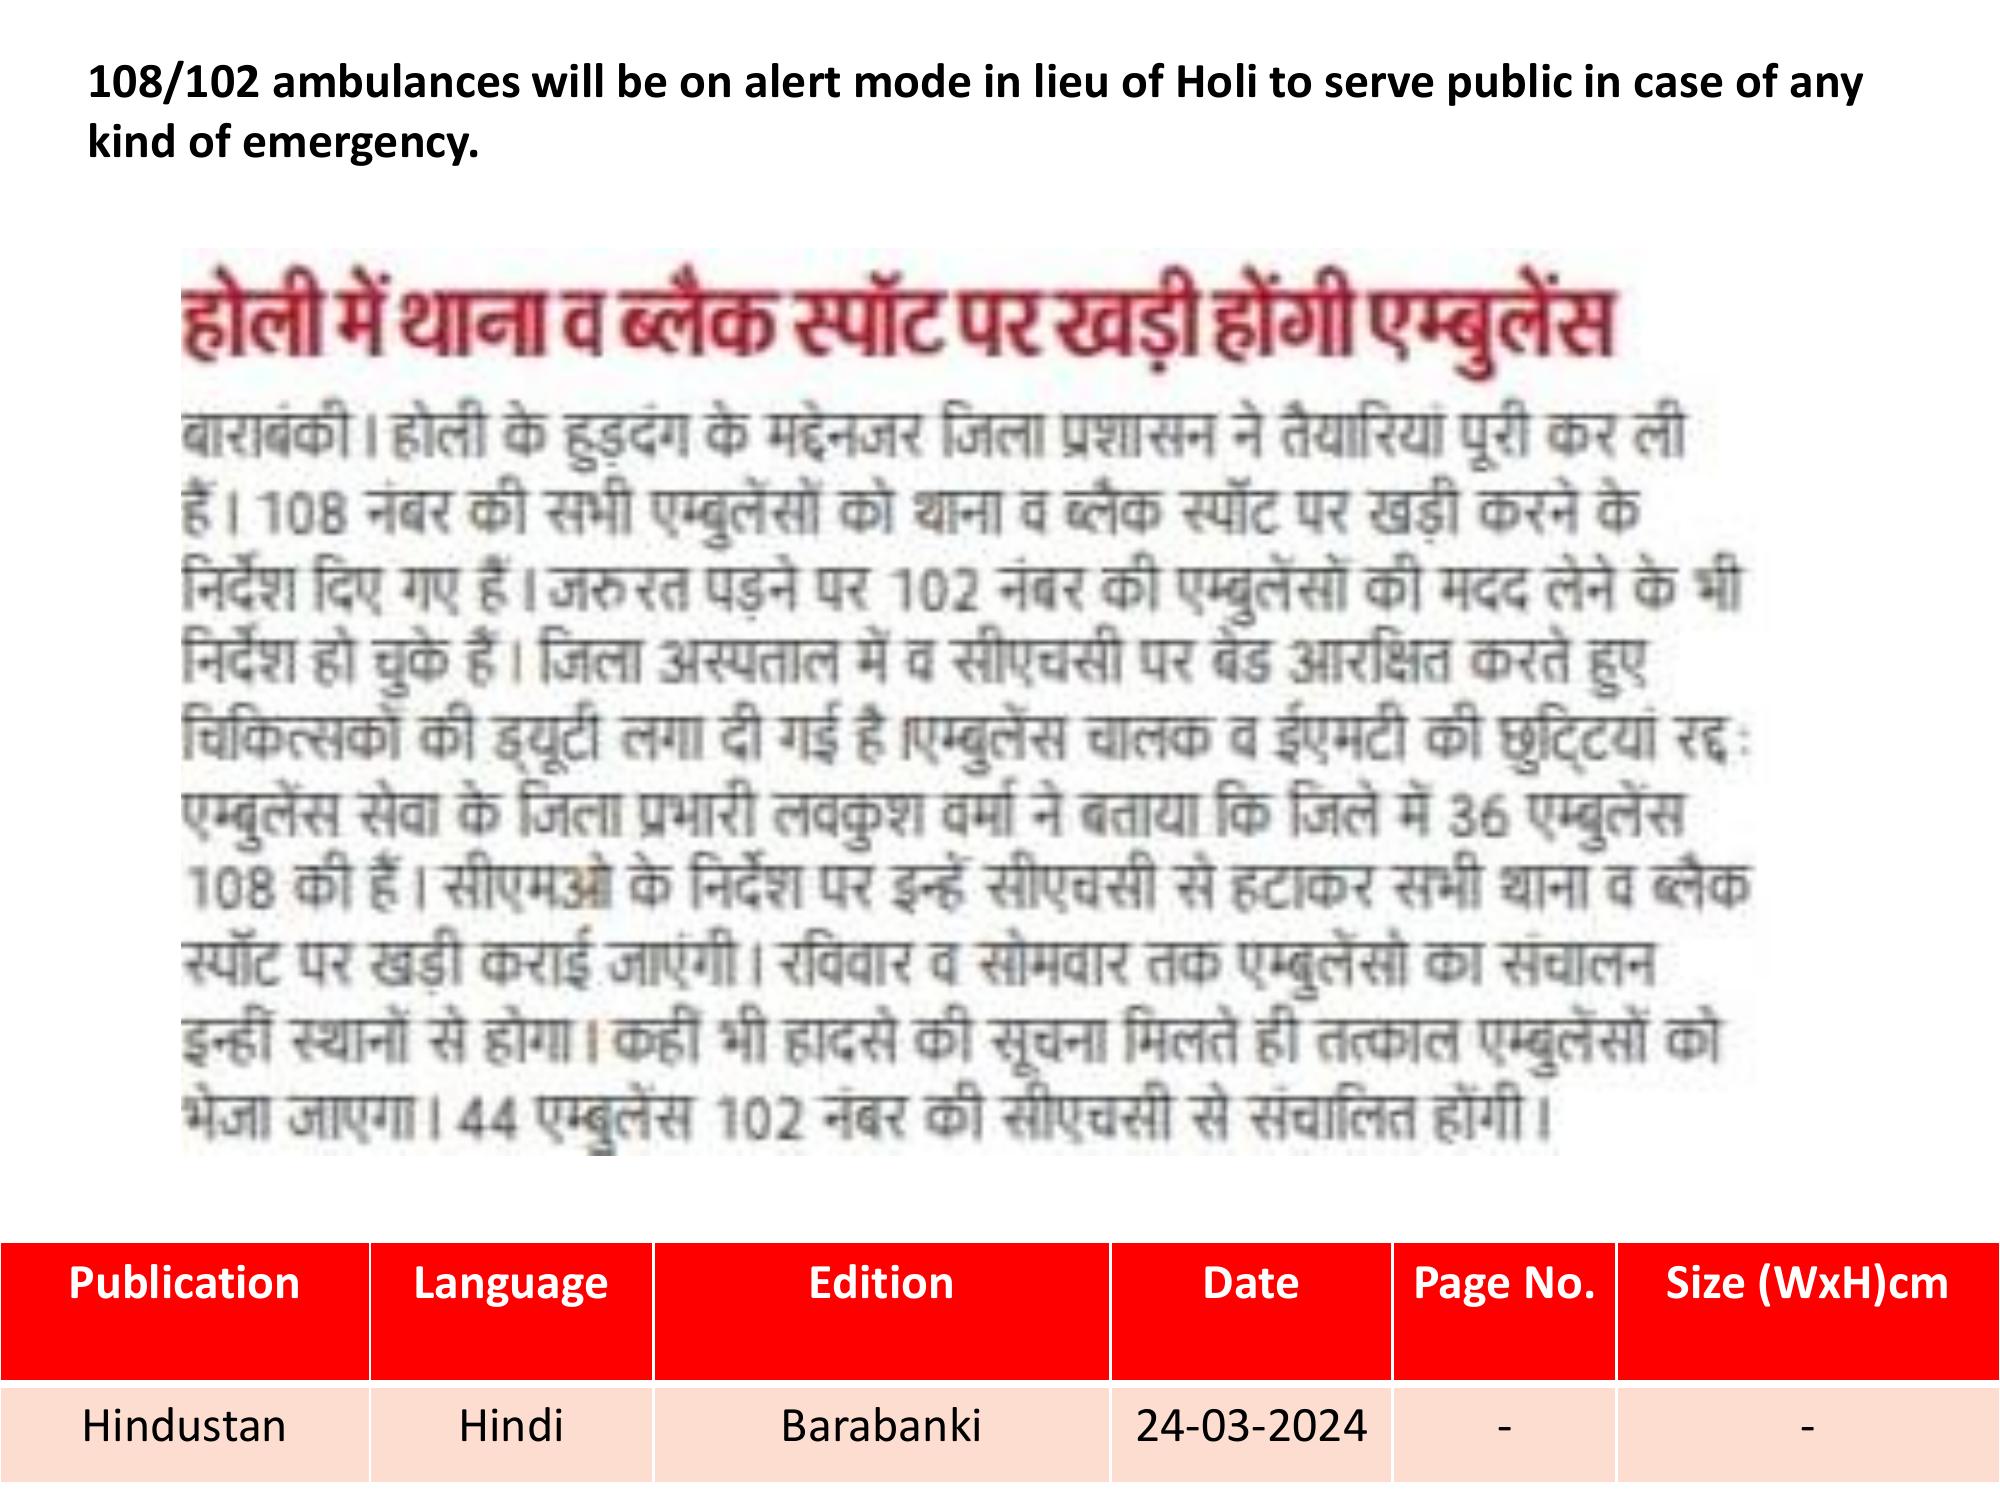 108/102 ambulances will be on alert mode in lieu of Holi to serve public in case of any
kind of emergency.
होली में थाना व ब्लैक स्पॉट पर खड़ी होंगी एम्बुलेंस
बाराबंकी। होली के हुड़दंग के मद्देनजर जिला प्रशासन ने तैयारियां पूरी कर ली
हैं। 108 नंबर की सभी एम्बुलेंसों को थाना व ब्लैक स्पॉट पर खड़ी करने के
निर्देश दिए गए हैं। जरुरत पड़ने पर 102 नंबर की एम्बुलेंसों की मदद लेने के भी
निर्देश हो चुके हैं। जिला अस्पताल में व सीएचसी पर बेड आरक्षित करते हुए
चिकित्सकों की ड्यूटी लगा दी गई है।एम्बुलेंस चालक व ईएमटी की छुट्टियां रद्द:
एम्बुलेंस सेवा के जिला प्रभारी लवकुश वर्मा ने बताया कि जिले में 36 एम्बुलेंस
108 की हैं। सीएमओ के निर्देश पर इन्हें सीएचसी से हटाकर सभी थाना व ब्लैक
स्पॉट पर खड़ी कराई जाएंगी। रविवार व सोमवार तक एम्बुलेंसो का संचालन
इन्हीं स्थानों से होगा। कहीं भी हादसे की सूचना मिलते ही तत्काल एम्बुलेंसों को
भेजा जाएगा। 44 एम्बुलेंस 102 नंबर की सीएचसी से संचालित होंगी।
Publication Language Edition Date Page No. Size (WxH)cm
Hindustan Hindi Barabanki 24-03-2024 - -